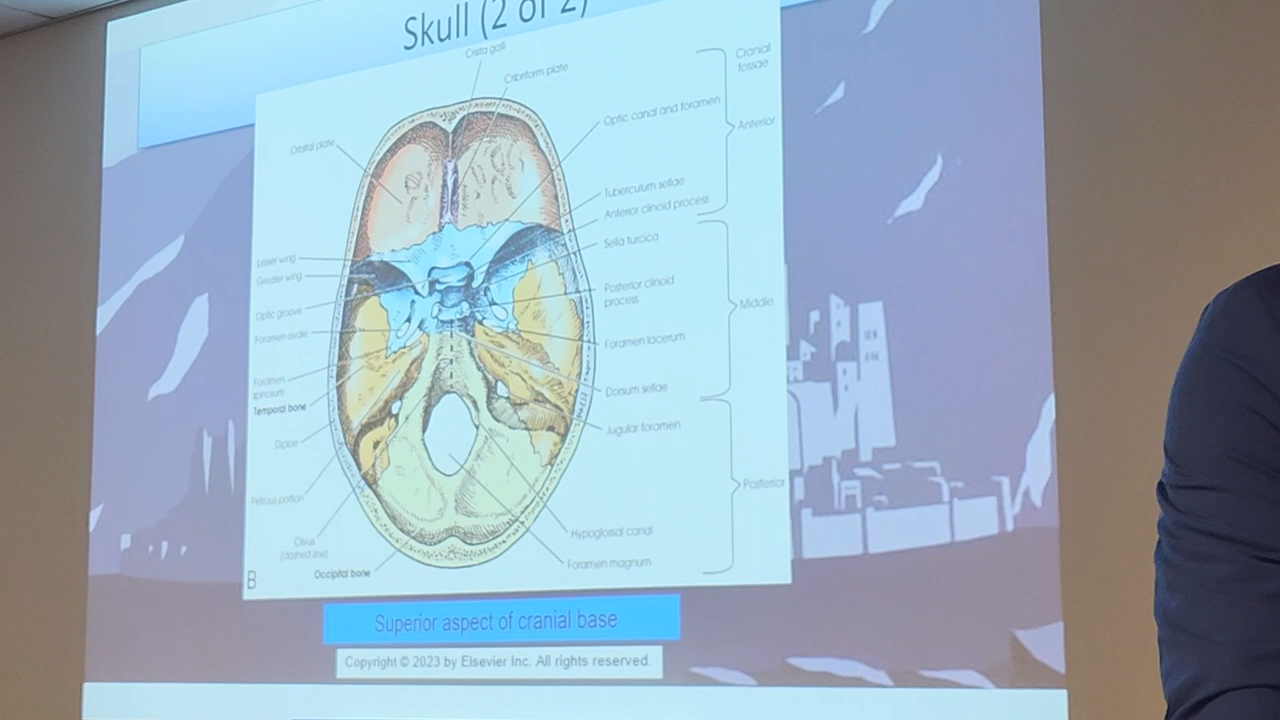 Skull (2 of 2)
Crista galli
Cribriform plate
Cranial
fossae
Optic canal and foramen
Anterior
Orbital plate
Tuberculum sellae
Anterior clinoid process
Sella turcica
Lesser wing
Greater wing
Posterior clinoid
process
Middle
Optic groove
Foramen ovale
Foramen lacerum
Foramen
spinosum
Dorsum sellae
Temporal bone
Jugular foramen
Diploe
Posterior
Petrous portion
Hypoglossal canal
Clivus
(dashed line)
Foramen magnum
Occipital bone
B
Superior aspect of cranial base
Copyright © 2023 by Elsevier Inc. All rights reserved.